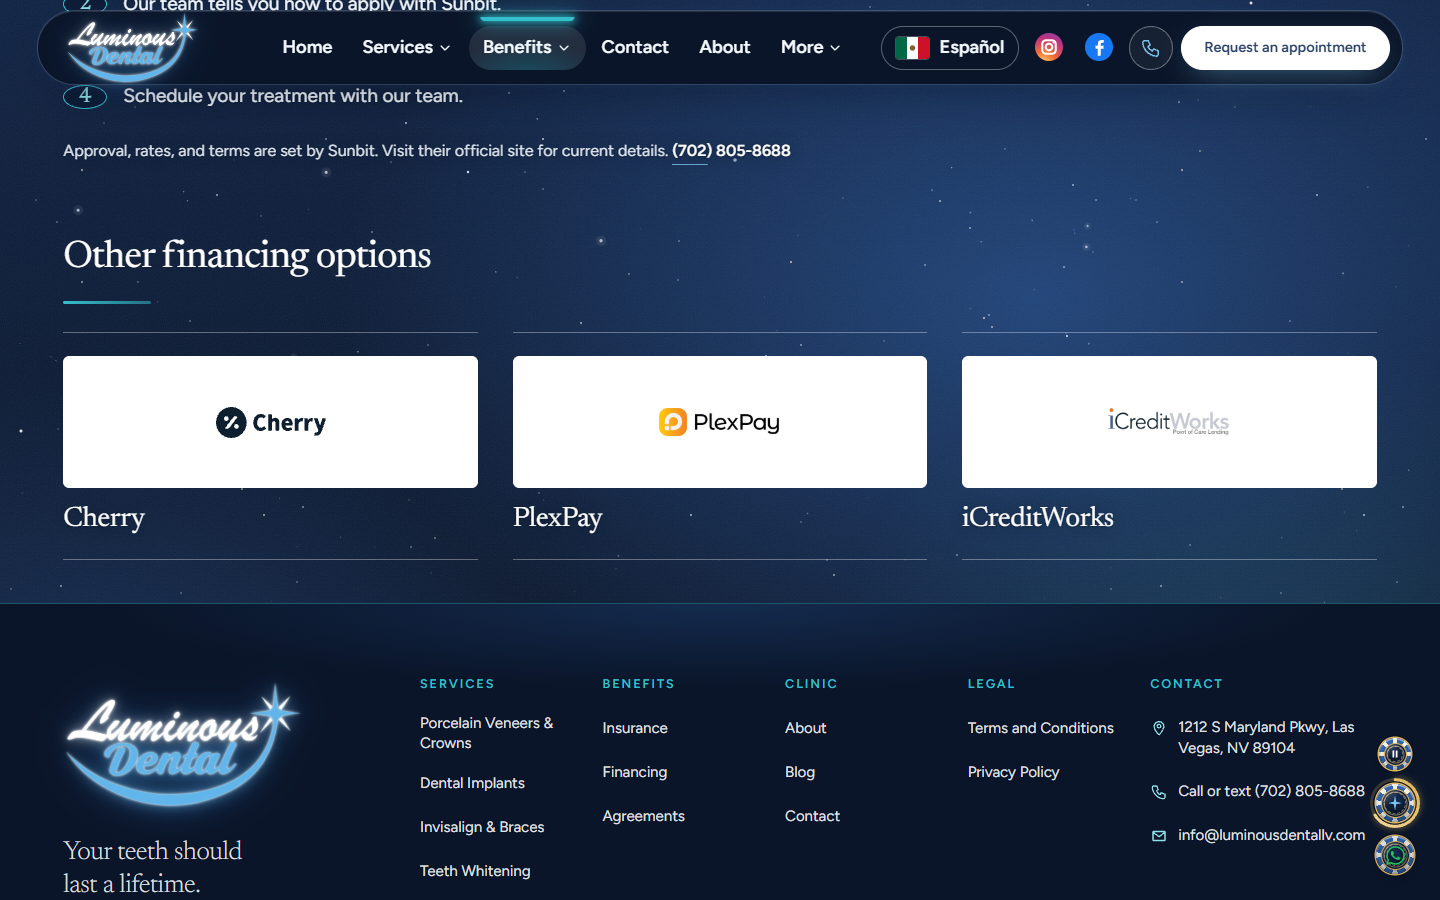 2 Our team tells you how to apply with Sunbit.
Luminous Dental
Home Services Benefits Contact About More Español Request an appointment
4 Schedule your treatment with our team.
Approval, rates, and terms are set by Sunbit. Visit their official site for current details. (702) 805-8688
Other financing options
Cherry
PlexPay
iCreditWorks
Point of Care Lending
Cherry
PlexPay
iCreditWorks
Luminous
Dental
Your teeth should
last a lifetime.
SERVICES
Porcelain Veneers &
Crowns
Dental Implants
Invisalign & Braces
Teeth Whitening
BENEFITS
Insurance
Financing
Agreements
CLINIC
About
Blog
Contact
LEGAL
Terms and Conditions
Privacy Policy
CONTACT
1212 S Maryland Pkwy, Las
Vegas, NV 89104
Call or text (702) 805-8688
info@luminousdentallv.com